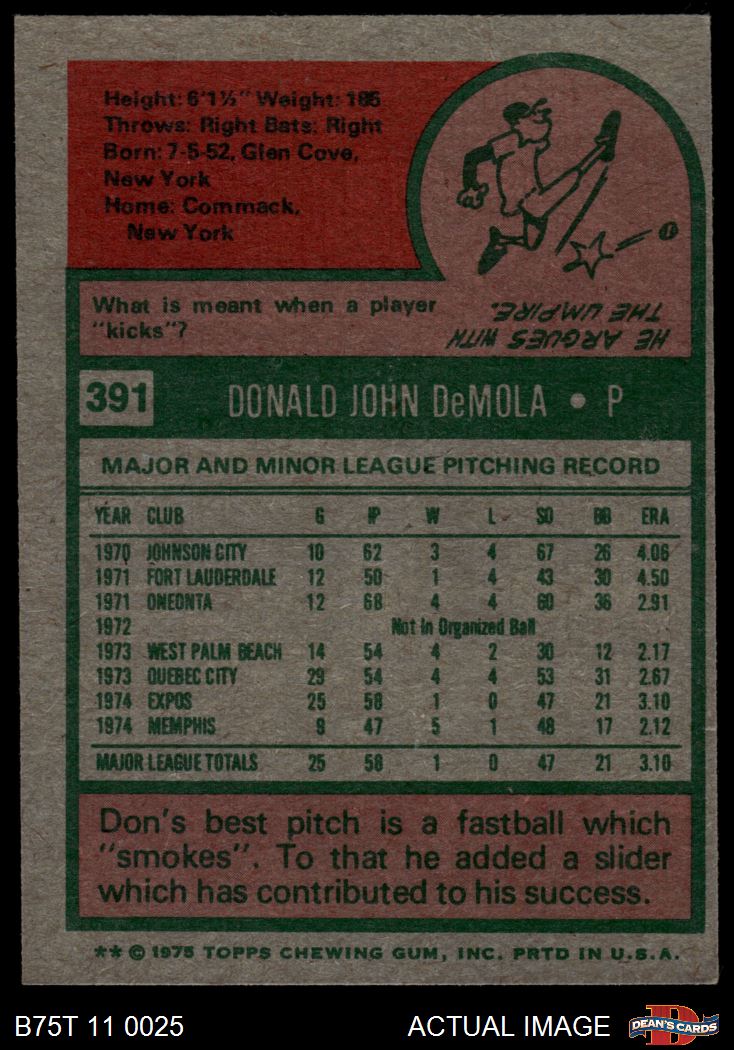 Height: 6'1½" Weight: 185
Throws: Right Bats: Right
Born: 7-5-52, Glen Cove,
New York
Home: Commack,
New York
What is meant when a player
"kicks"?
HE ARGUES WITH
THE UMPIRE.
391 DONALD JOHN DeMOLA • P
MAJOR AND MINOR LEAGUE PITCHING RECORD
YEAR CLUB G IP W L SO BB ERA
1970 JOHNSON CITY 10 62 3 4 67 26 4.06
1971 FORT LAUDERDALE 12 50 1 4 43 30 4.50
1971 ONEONTA 12 68 4 4 60 36 2.91
1972 Not In Organized Ball
1973 WEST PALM BEACH 14 54 4 2 30 12 2.17
1973 QUEBEC CITY 29 54 4 4 53 31 2.67
1974 EXPOS 25 58 1 0 47 21 3.10
1974 MEMPHIS 9 47 5 1 48 17 2.12
MAJOR LEAGUE TOTALS 25 58 1 0 47 21 3.10
Don's best pitch is a fastball which
"smokes". To that he added a slider
which has contributed to his success.
** © 1975 TOPPS CHEWING GUM, INC. PRTD IN U.S.A.
B75T 11 0025 ACTUAL IMAGE DEAN'S CARDS